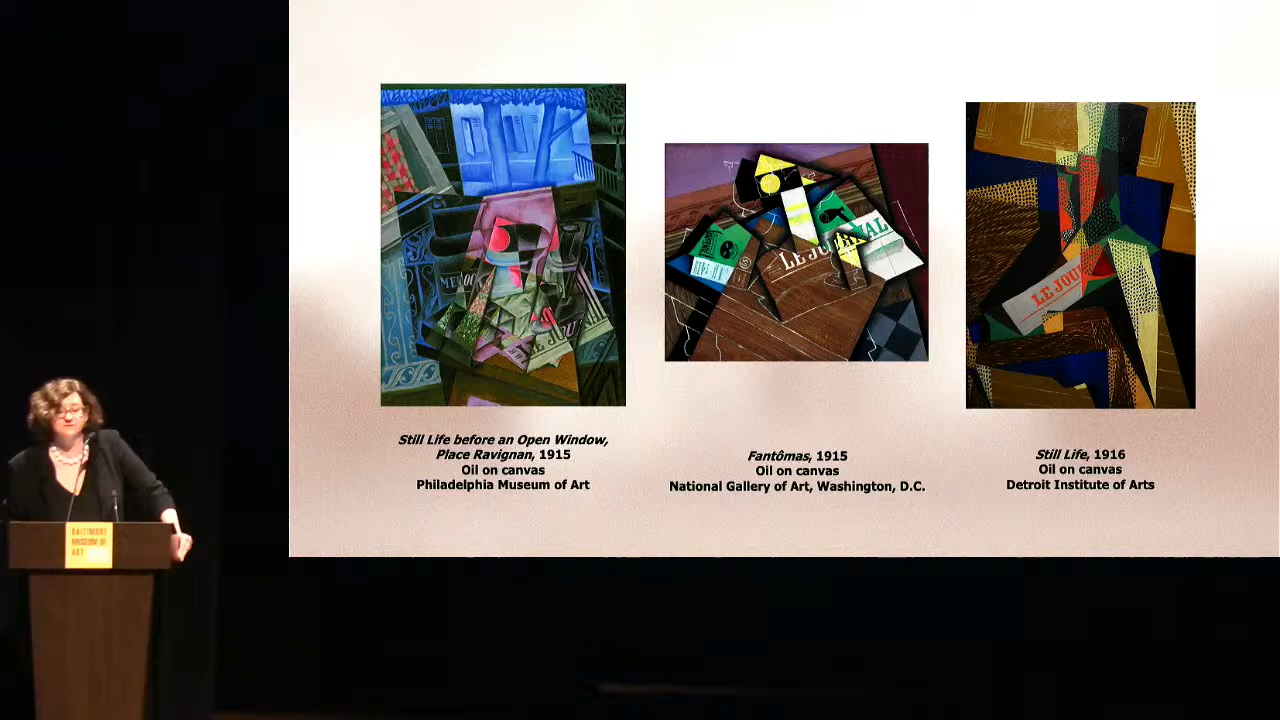 BALTIMORE
MUSEUM OF
ART
MEDOC
LE JOU
LE JOURNAL
LE JOU
Still Life before an Open Window,
Place Ravignan, 1915
Oil on canvas
Philadelphia Museum of Art
Fantômas, 1915
Oil on canvas
National Gallery of Art, Washington, D.C.
Still Life, 1916
Oil on canvas
Detroit Institute of Arts